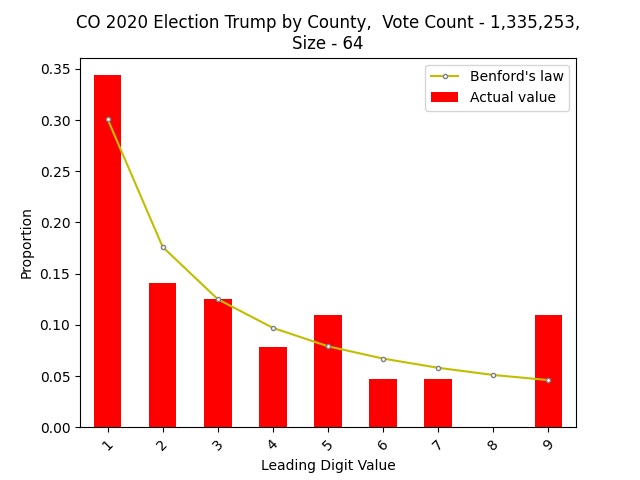 CO 2020 Election Trump by County,  Vote Count - 1,335,253,
Size - 64
Benford's law
Actual value
Proportion
0.35
0.30
0.25
0.20
0.15
0.10
0.05
0.00
1 2 3 4 5 6 7 8 9
Leading Digit Value